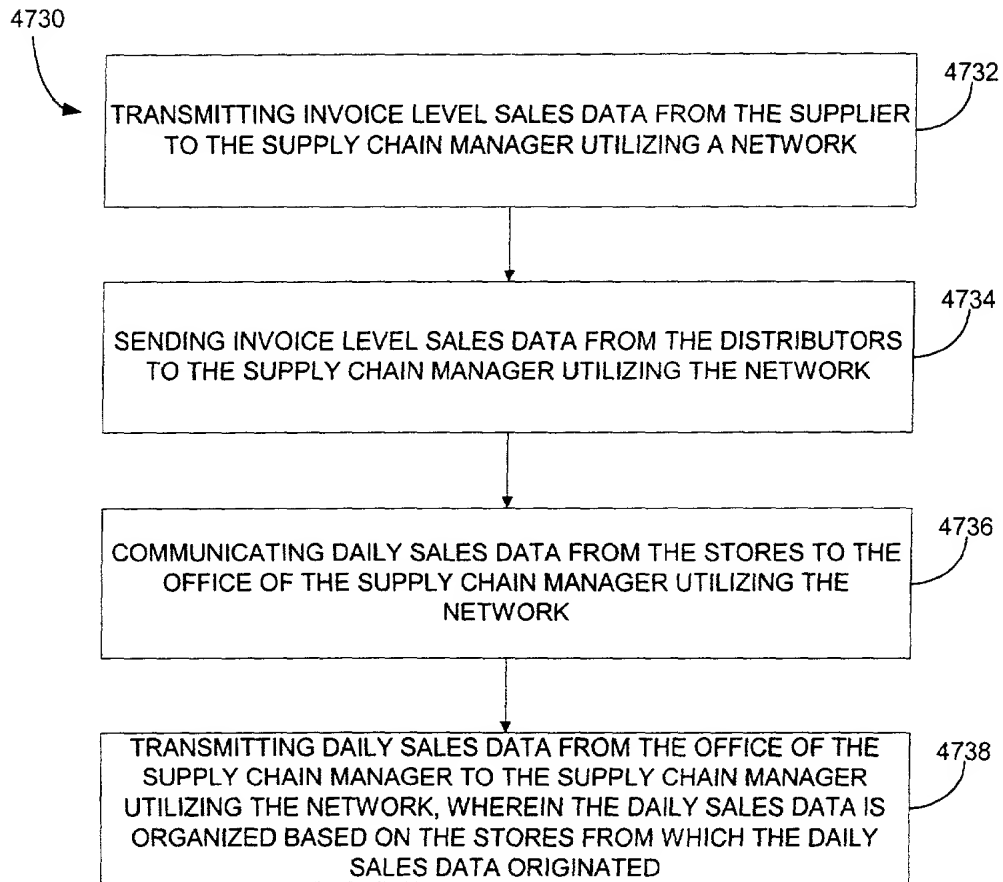 4730
4732
TRANSMITTING INVOICE LEVEL SALES DATA FROM THE SUPPLIER
TO THE SUPPLY CHAIN MANAGER UTILIZING A NETWORK
4734
SENDING INVOICE LEVEL SALES DATA FROM THE DISTRIBUTORS
TO THE SUPPLY CHAIN MANAGER UTILIZING THE NETWORK
4736
COMMUNICATING DAILY SALES DATA FROM THE STORES TO THE
OFFICE OF THE SUPPLY CHAIN MANAGER UTILIZING THE
NETWORK
4738
TRANSMITTING DAILY SALES DATA FROM THE OFFICE OF THE
SUPPLY CHAIN MANAGER TO THE SUPPLY CHAIN MANAGER
UTILIZING THE NETWORK, WHEREIN THE DAILY SALES DATA IS
ORGANIZED BASED ON THE STORES FROM WHICH THE DAILY
SALES DATA ORIGINATED